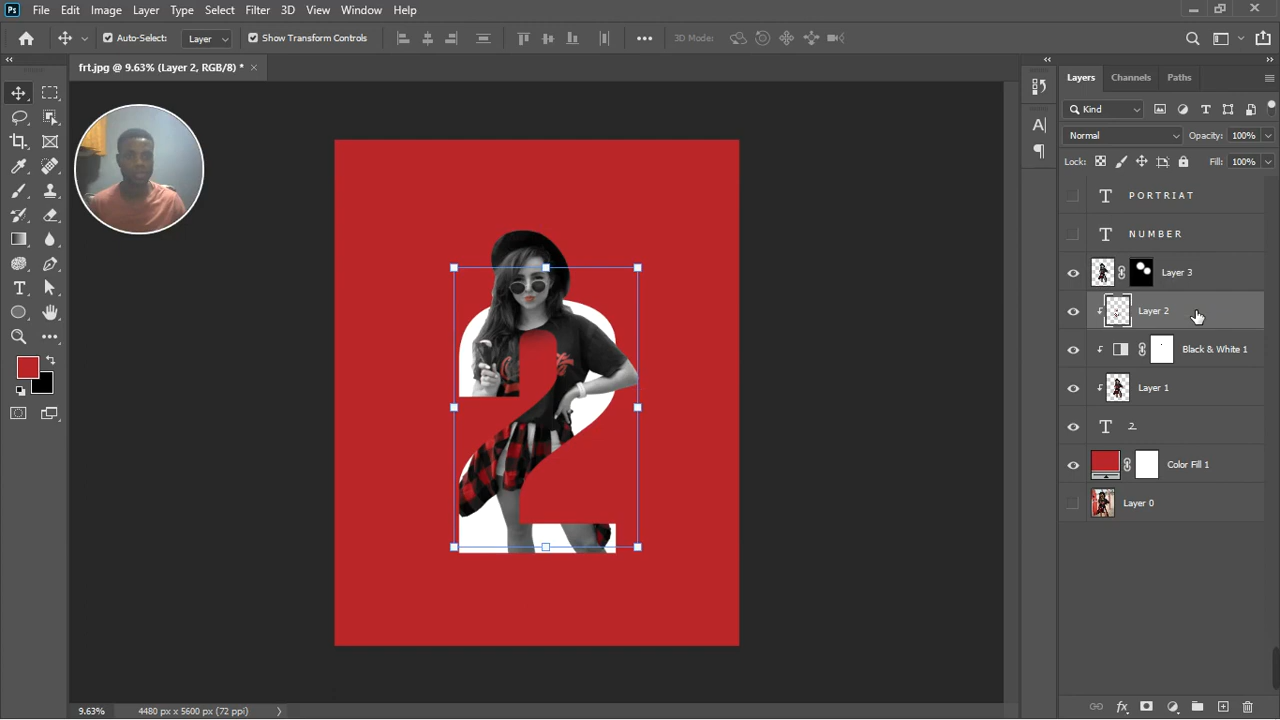 Ps File Edit Image Layer Type Select Filter 3D View Window Help
Auto-Select: Layer Show Transform Controls 3D Mode:
frt.jpg @ 9.63% (Layer 2, RGB/8) *
Layers Channels Paths
Kind
Normal Opacity: 100%
Lock: Fill: 100%
T PORTRIAT
T NUMBER
Layer 3
Layer 2
Black & White 1
Layer 1
T 2
Color Fill 1
Layer 0
9.63% 4480 px x 5600 px (72 ppi)
fx
2